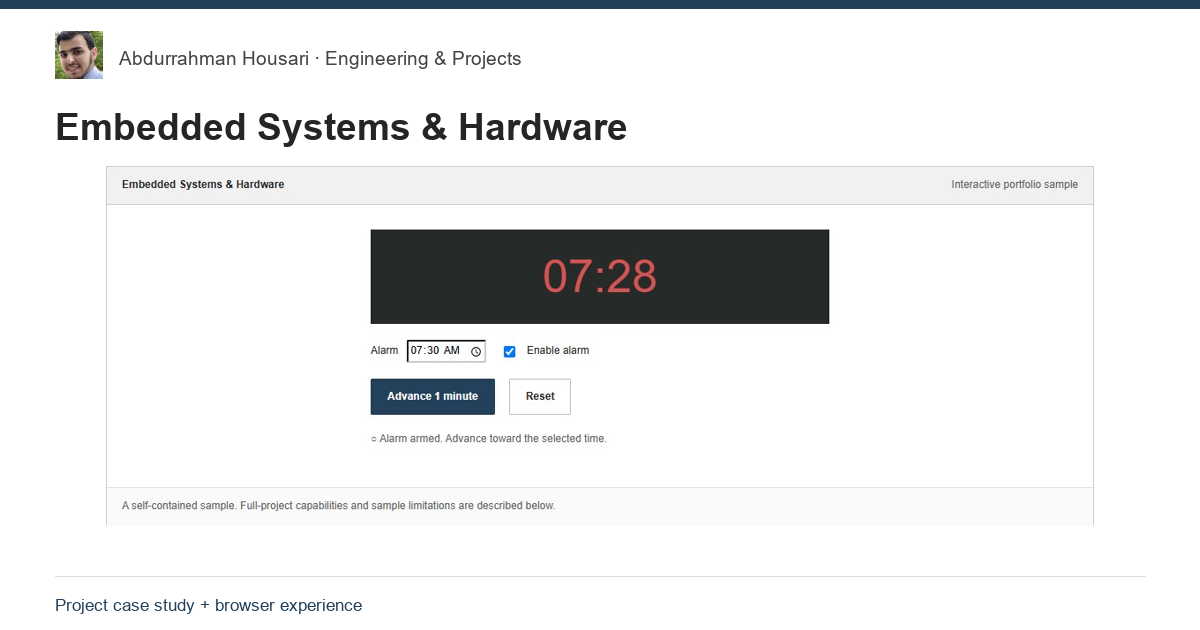 Abdurrahman Housari · Engineering & Projects
Embedded Systems & Hardware
Embedded Systems & Hardware
Interactive portfolio sample
07:28
Alarm 07:30 AM Enable alarm
Advance 1 minute Reset
○ Alarm armed. Advance toward the selected time.
A self-contained sample. Full-project capabilities and sample limitations are described below.
Project case study + browser experience